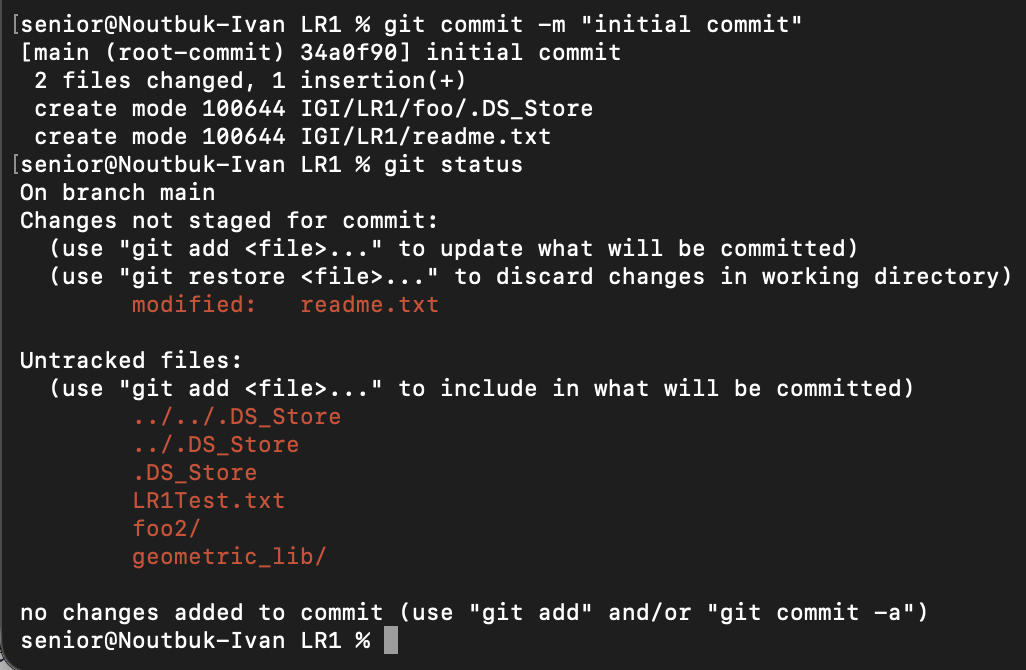 [senior@Noutbuk-Ivan LR1 % git commit -m "initial commit"
[main (root-commit) 34a0f90] initial commit
 2 files changed, 1 insertion(+)
 create mode 100644 IGI/LR1/foo/.DS_Store
 create mode 100644 IGI/LR1/readme.txt
[senior@Noutbuk-Ivan LR1 % git status
On branch main
Changes not staged for commit:
  (use "git add <file>..." to update what will be committed)
  (use "git restore <file>..." to discard changes in working directory)
        modified:   readme.txt

Untracked files:
  (use "git add <file>..." to include in what will be committed)
        ../../.DS_Store
        ../.DS_Store
        .DS_Store
        LR1Test.txt
        foo2/
        geometric_lib/

no changes added to commit (use "git add" and/or "git commit -a")
senior@Noutbuk-Ivan LR1 %